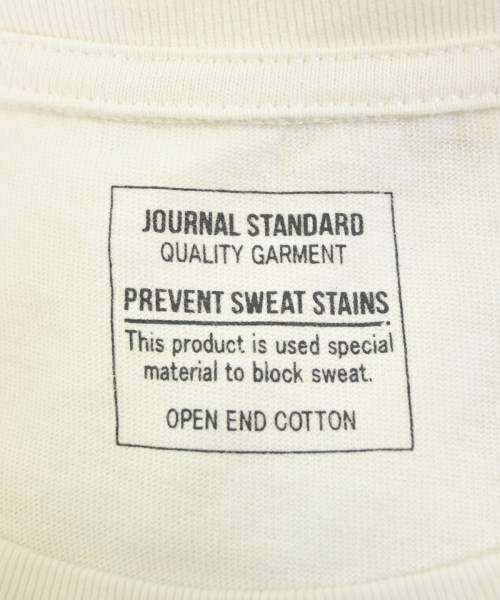 JOURNAL STANDARD
QUALITY GARMENT
PREVENT SWEAT STAINS
This product is used special
material to block sweat.
OPEN END COTTON